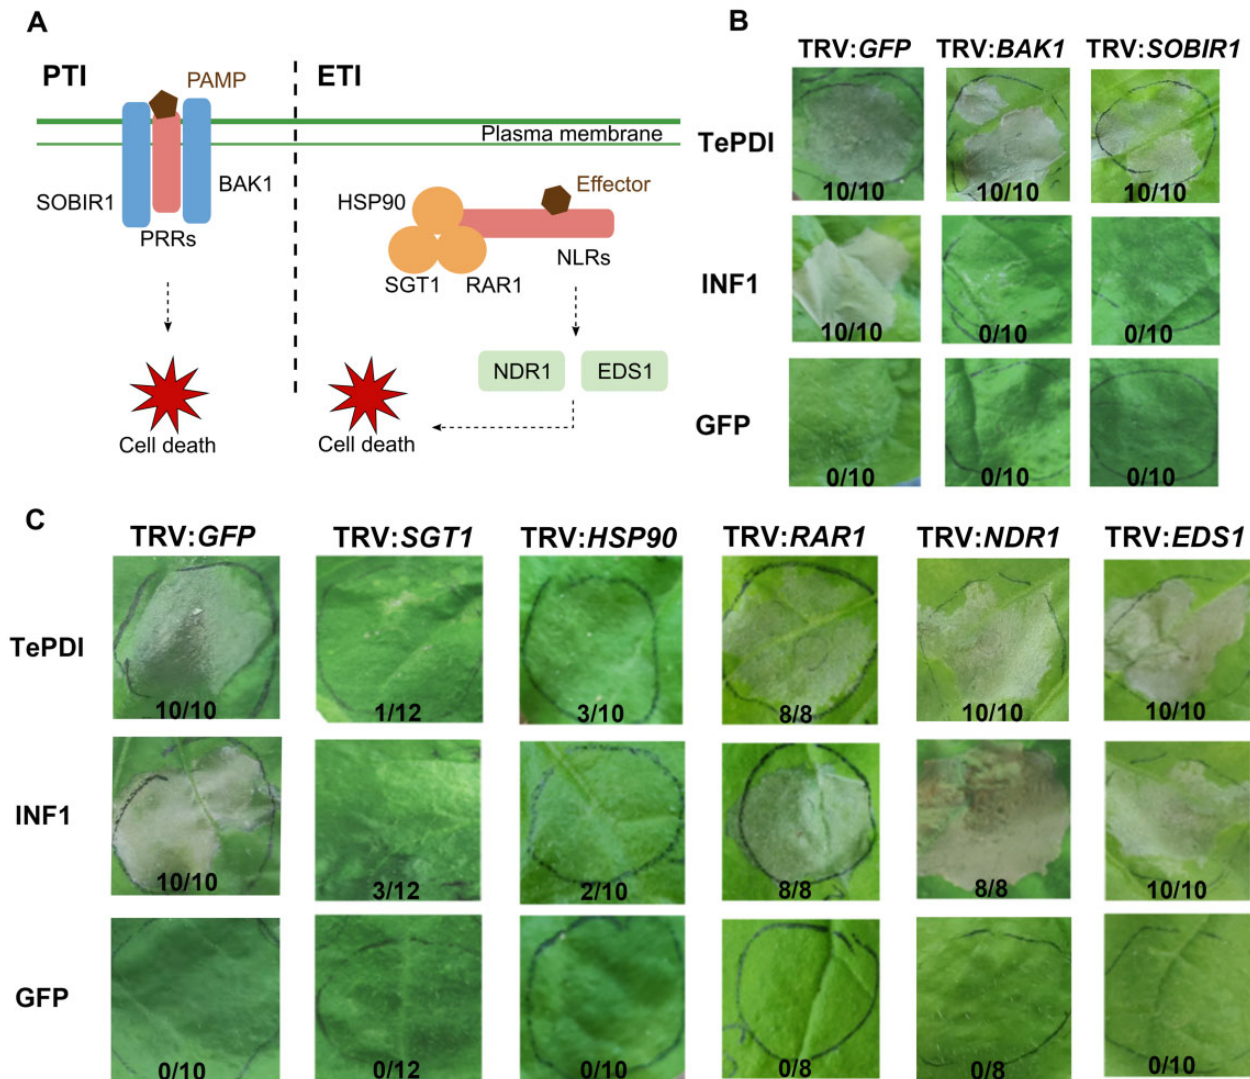 A
PTI
ETI
PAMP
Plasma membrane
SOBIR1
BAK1
PRRs
HSP90
Effector
SGT1
RAR1
NLRs
NDR1
EDS1
Cell death
Cell death
B
TRV:GFP TRV:BAK1 TRV:SOBIR1
TePDI
10/10 10/10 10/10
INF1
10/10 0/10 0/10
GFP
0/10 0/10 0/10
C
TRV:GFP TRV:SGT1 TRV:HSP90 TRV:RAR1 TRV:NDR1 TRV:EDS1
TePDI
10/10 1/12 3/10 8/8 10/10 10/10
INF1
10/10 3/12 2/10 8/8 8/8 10/10
GFP
0/10 0/12 0/10 0/8 0/8 0/10